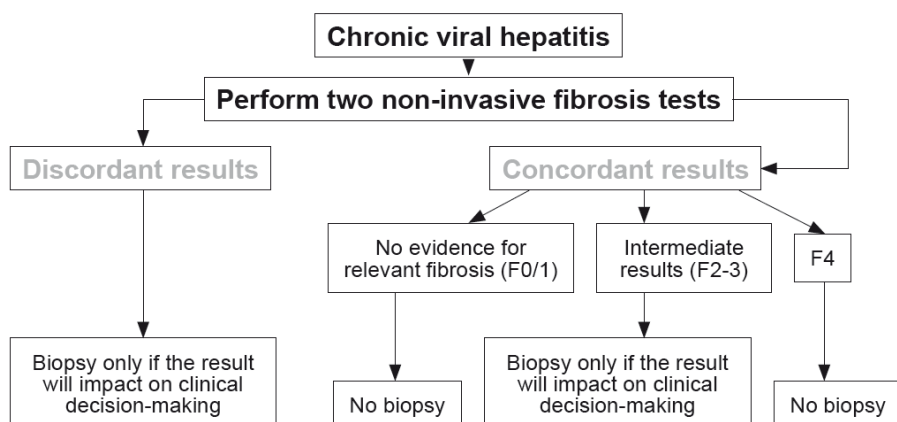 Chronic viral hepatitis
Perform two non-invasive fibrosis tests
Discordant results
Concordant results
No evidence for
relevant fibrosis (F0/1)
Intermediate
results (F2-3)
F4
Biopsy only if the result
will impact on clinical
decision-making
No biopsy
Biopsy only if the result
will impact on clinical
decision-making
No biopsy